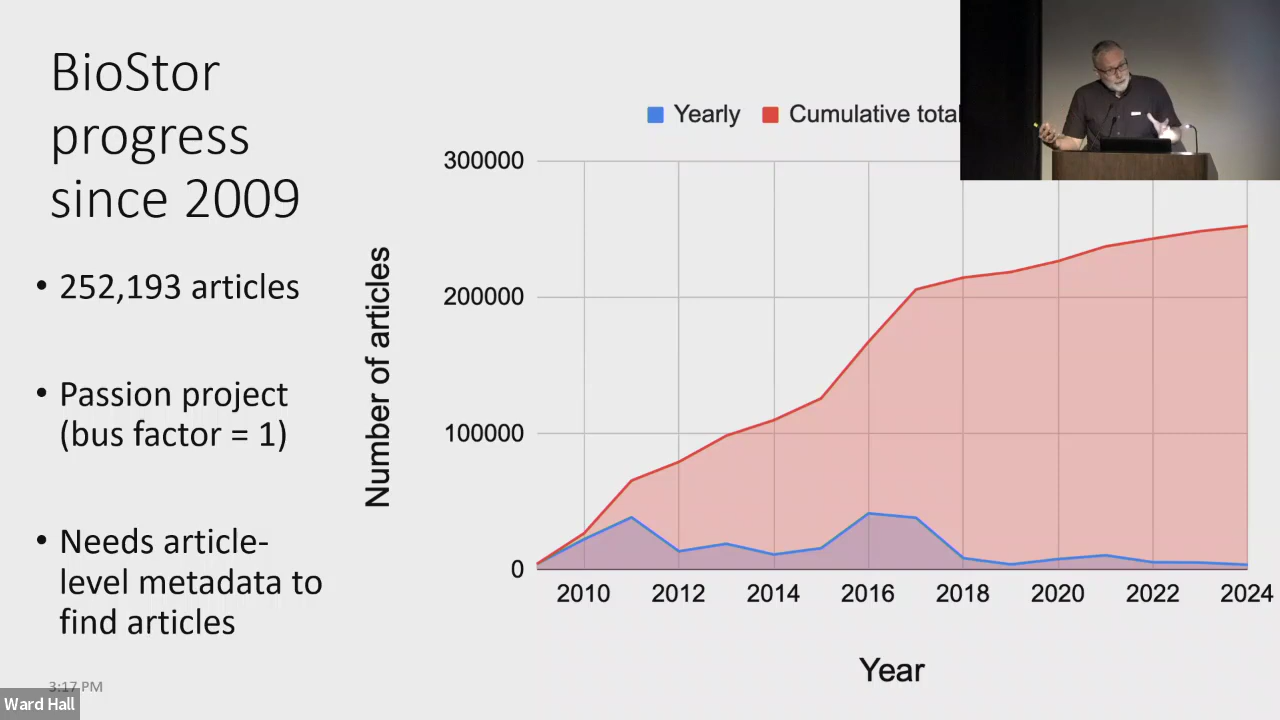 BioStor
progress
since 2009
• 252,193 articles
• Passion project
(bus factor = 1)
• Needs article-
level metadata to
find articles
3:17 PM
Ward Hall
Yearly
Cumulative total
Number of articles
300000
200000
100000
0
2010 2012 2014 2016 2018 2020 2022 2024
Year